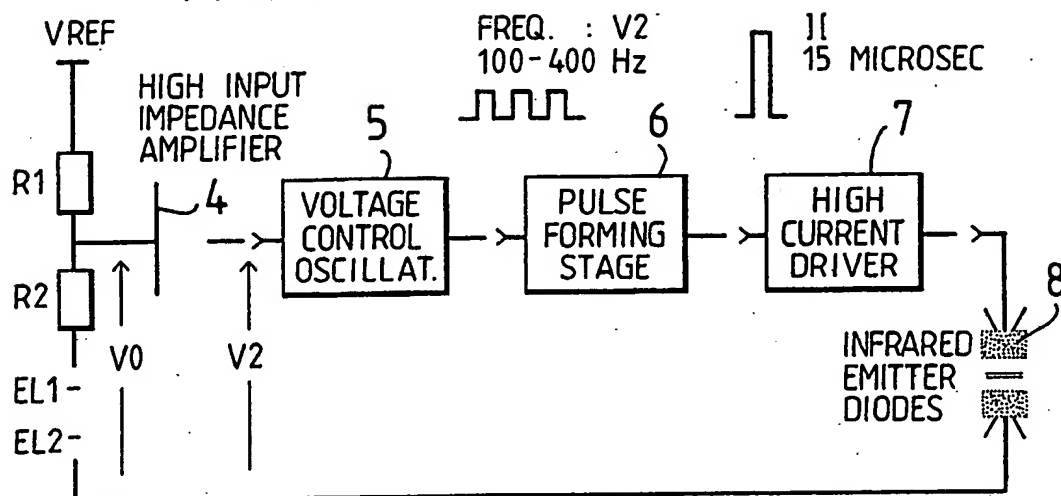 VREF
HIGH INPUT
IMPEDANCE
AMPLIFIER
4
R1
R2
V0
V2
EL1
EL2
FREQ. : V2
100-400 Hz
15 MICROSEC
5
VOLTAGE
CONTROL
OSCILLAT.
6
PULSE
FORMING
STAGE
7
HIGH
CURRENT
DRIVER
8
INFRARED
EMITTER
DIODES